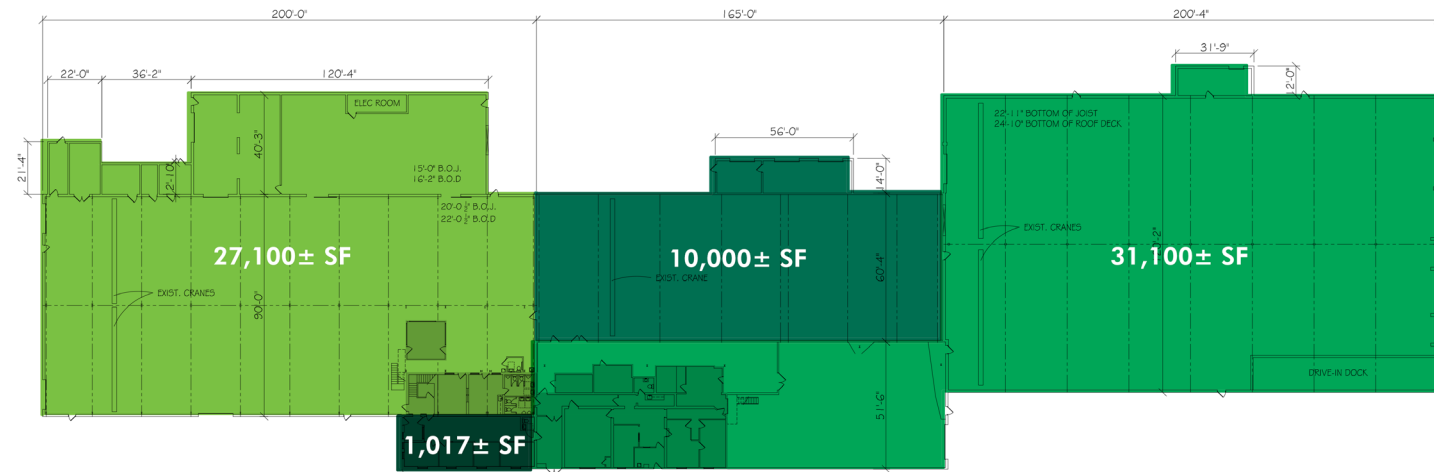 200'-0"
165'-0"
200'-4"
22'-0"
36'-2"
120'-4"
31'-9"
12'-0"
ELEC ROOM
22'-11" BOTTOM OF JOIST
24'-10" BOTTOM OF ROOF DECK
56'-0"
21'-4"
12'-10"
40'-3"
15'-0" B.O.J.
16'-2" B.O.D
14'-0"
20'-0 ½" B.O.J.
22'-0 ½" B.O.D
27,100± SF
10,000± SF
31,100± SF
EXIST. CRANES
EXIST. CRANE
EXIST. CRANES
60'-4"
90'-0"
DRIVE-IN DOCK
51'-6"
1,017± SF